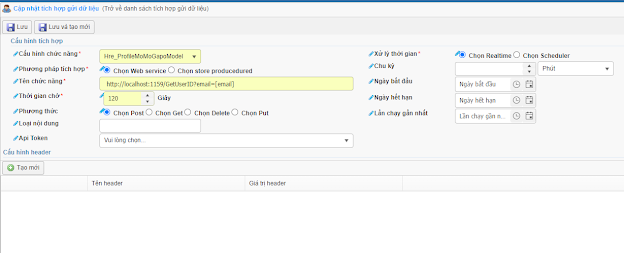 Cập nhật tích hợp gửi dữ liệu (Trở về danh sách tích hợp gửi dữ liệu)
Lưu Lưu và tạo mới
Cấu hình tích hợp
Cấu hình chức năng* Hre_ProfileMoMoGapoModel Xử lý thời gian* Chọn Realtime Chọn Scheduler
Phương pháp tích hợp* Chọn Web service Chọn store producedured Chu kỳ Phút
Tên chức năng* http://localhost:1159/GetUserID?email=[email] Ngày bắt đầu Ngày bắt đầu
Thời gian chờ* 120 Giây Ngày hết hạn Ngày hết hạn
Phương thức Chọn Post Chọn Get Chọn Delete Chọn Put Lần chạy gần nhất Lần chạy gần n...
Loại nội dung
Api Token Vui lòng chọn...
Cấu hình header
Tạo mới
Tên header Giá trị header